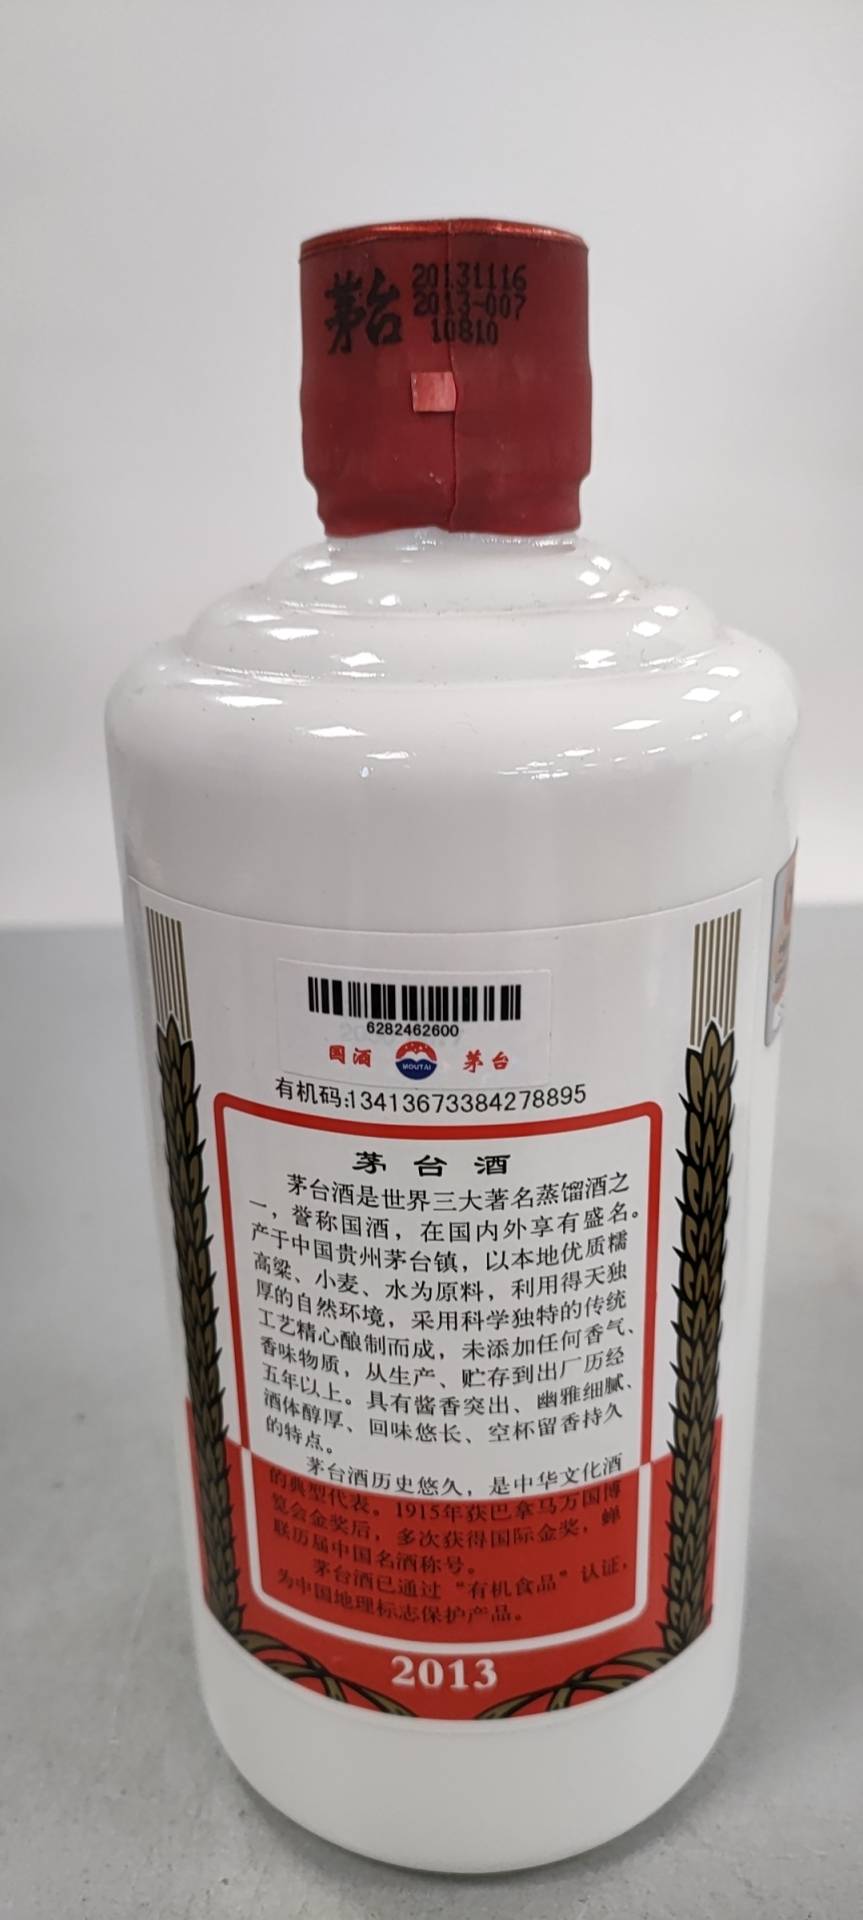 茅台
20131116
2013-007
10810
6282462600
国酒
MOUTAI
茅台
有机码:13413673384278895
茅台酒
茅台酒是世界三大著名蒸馏酒之
一，誉称国酒，在国内外享有盛名。
产于中国贵州茅台镇，以本地优质糯
高粱、小麦、水为原料，利用得天独
厚的自然环境，采用科学独特的传统
工艺精心酿制而成，未添加任何香气、
香味物质，从生产、贮存到出厂历经
五年以上。具有酱香突出、幽雅细腻、
酒体醇厚、回味悠长、空杯留香持久
的特点。
茅台酒历史悠久，是中华文化酒
的典型代表。1915年获巴拿马万国博
览会金奖后，多次获得国际金奖，蝉
联历届中国名酒称号。
茅台酒已通过“有机食品”认证，
为中国地理标志保护产品。
2013